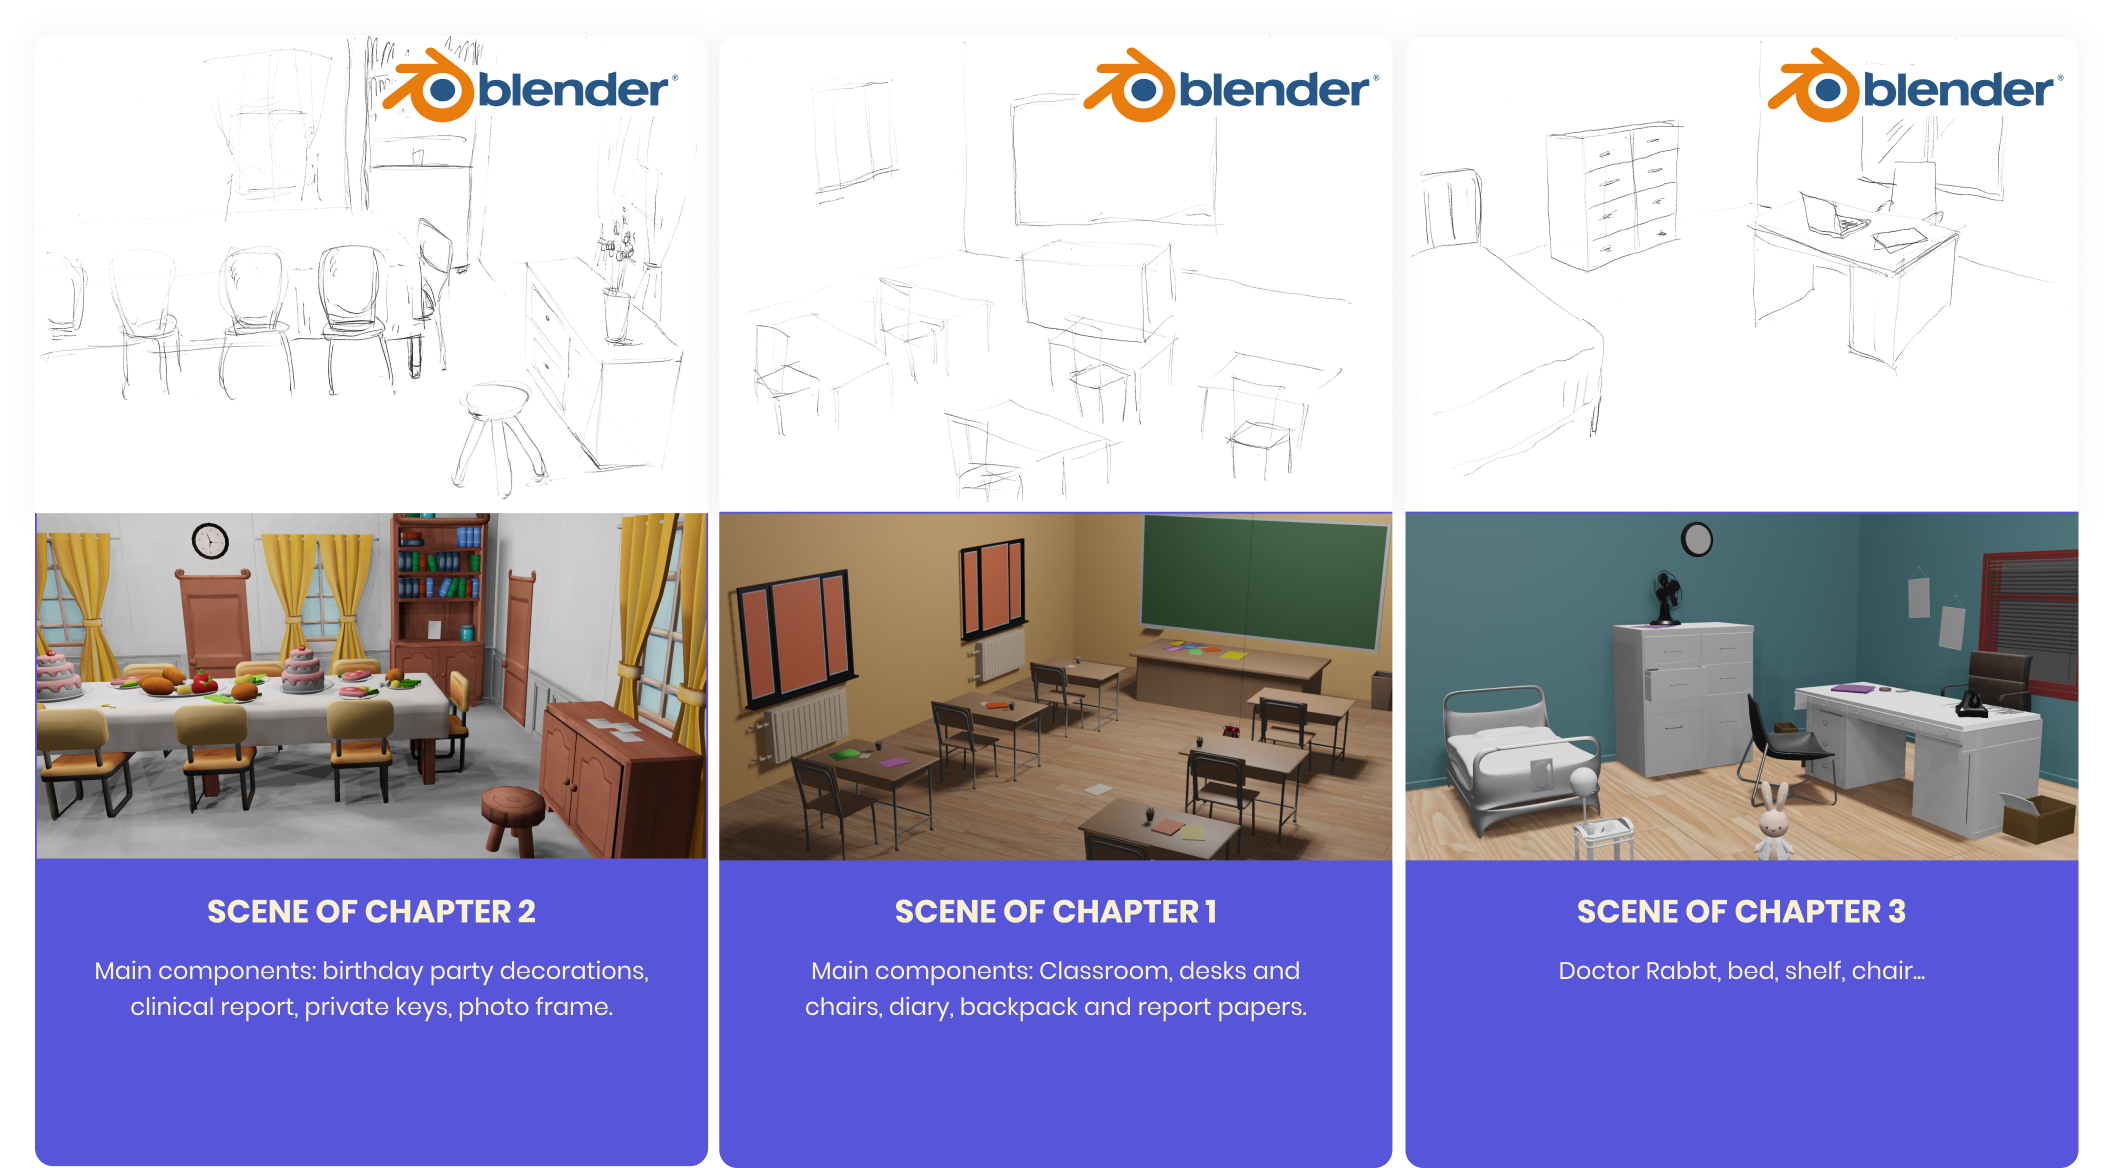 blender®
SCENE OF CHAPTER 2
Main components: birthday party decorations,
clinical report, private keys, photo frame.
blender®
SCENE OF CHAPTER 1
Main components: Classroom, desks and
chairs, diary, backpack and report papers.
blender®
SCENE OF CHAPTER 3
Doctor Rabbt, bed, shelf, chair...